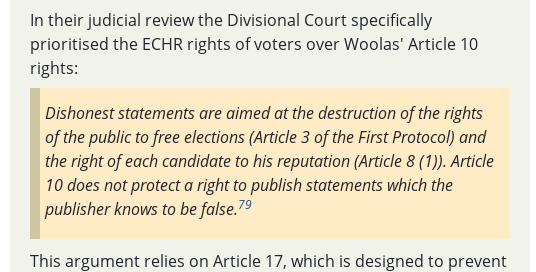 In their judicial review the Divisional Court specifically
prioritised the ECHR rights of voters over Woolas' Article 10
rights:
Dishonest statements are aimed at the destruction of the rights
of the public to free elections (Article 3 of the First Protocol) and
the right of each candidate to his reputation (Article 8 (1)). Article
10 does not protect a right to publish statements which the
publisher knows to be false.79
This argument relies on Article 17, which is designed to prevent